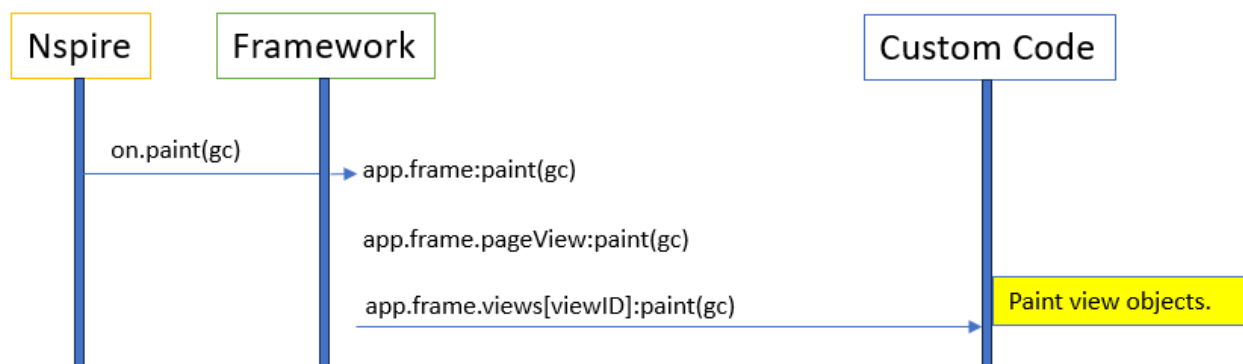 Nspire
Framework
Custom Code
on.paint(gc)
app.frame:paint(gc)
app.frame.pageView:paint(gc)
app.frame.views[viewID]:paint(gc)
Paint view objects.